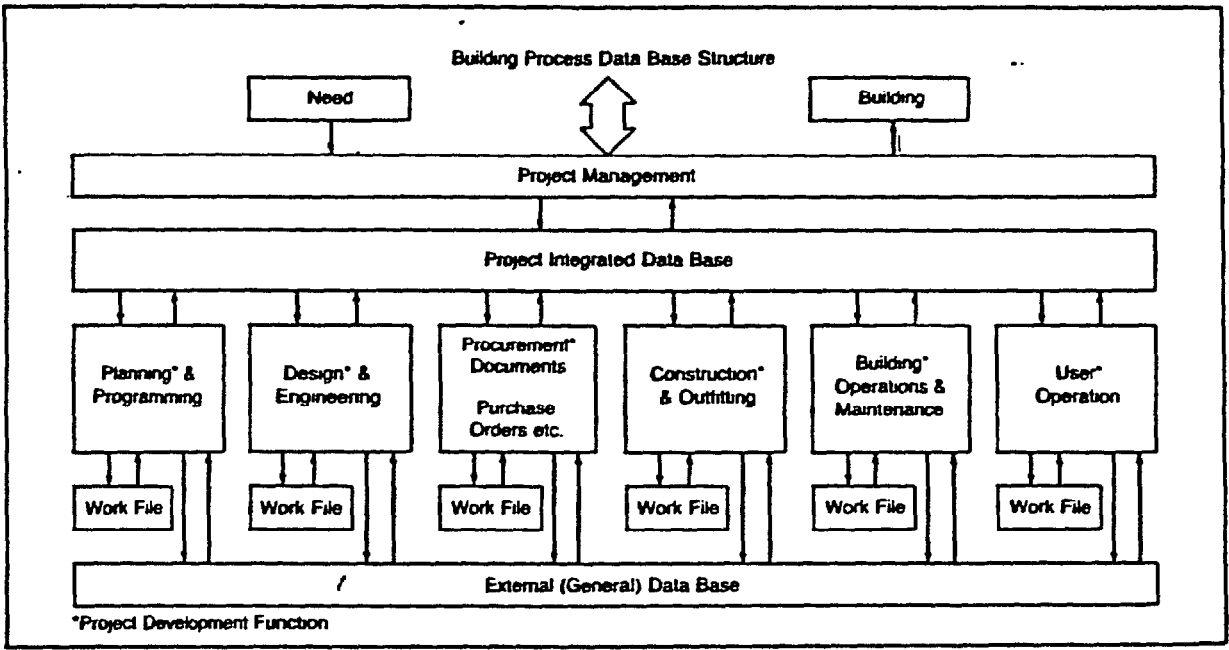 Building Process Data Base Structure
Need
Building
Project Management
Project Integrated Data Base
Planning* &
Programming
Design* &
Engineering
Procurement*
Documents
Purchase
Orders etc.
Construction*
& Outfitting
Building*
Operations &
Maintenance
User*
Operation
Work File
Work File
Work File
Work File
Work File
Work File
External (General) Data Base
*Project Development Function